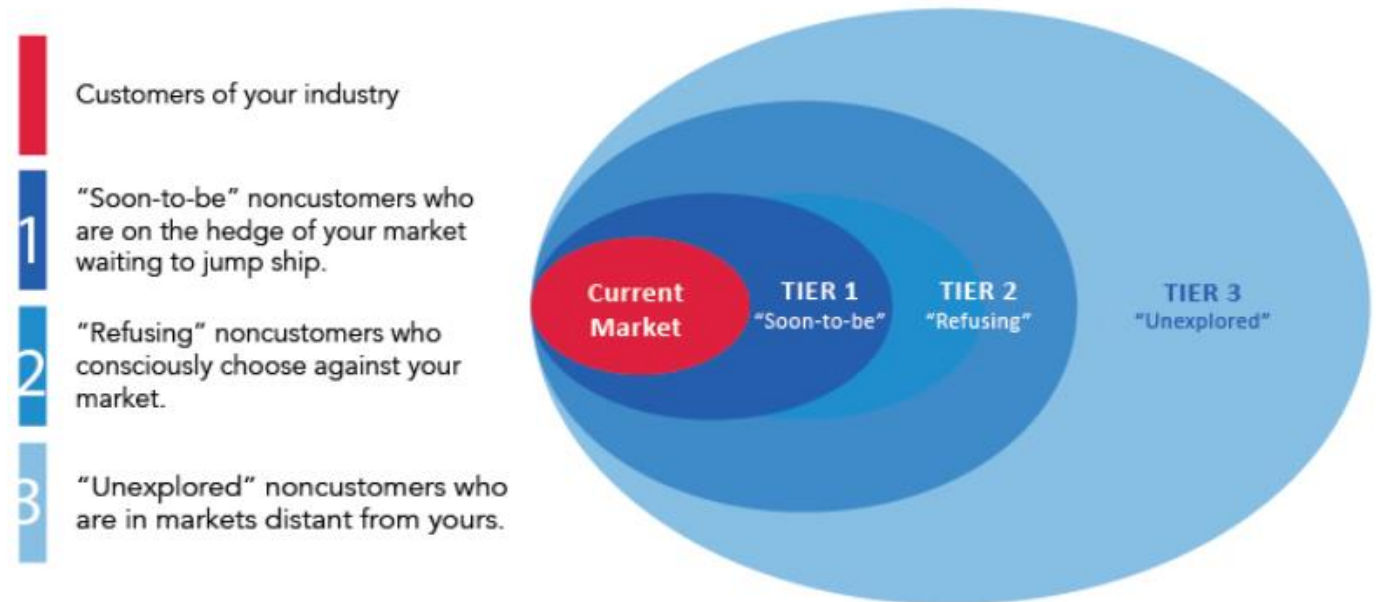 Customers of your industry
1
“Soon-to-be” noncustomers who
are on the hedge of your market
waiting to jump ship.
2
“Refusing” noncustomers who
consciously choose against your
market.
3
“Unexplored” noncustomers who
are in markets distant from yours.
Current
Market
TIER 1
“Soon-to-be”
TIER 2
“Refusing”
TIER 3
“Unexplored”